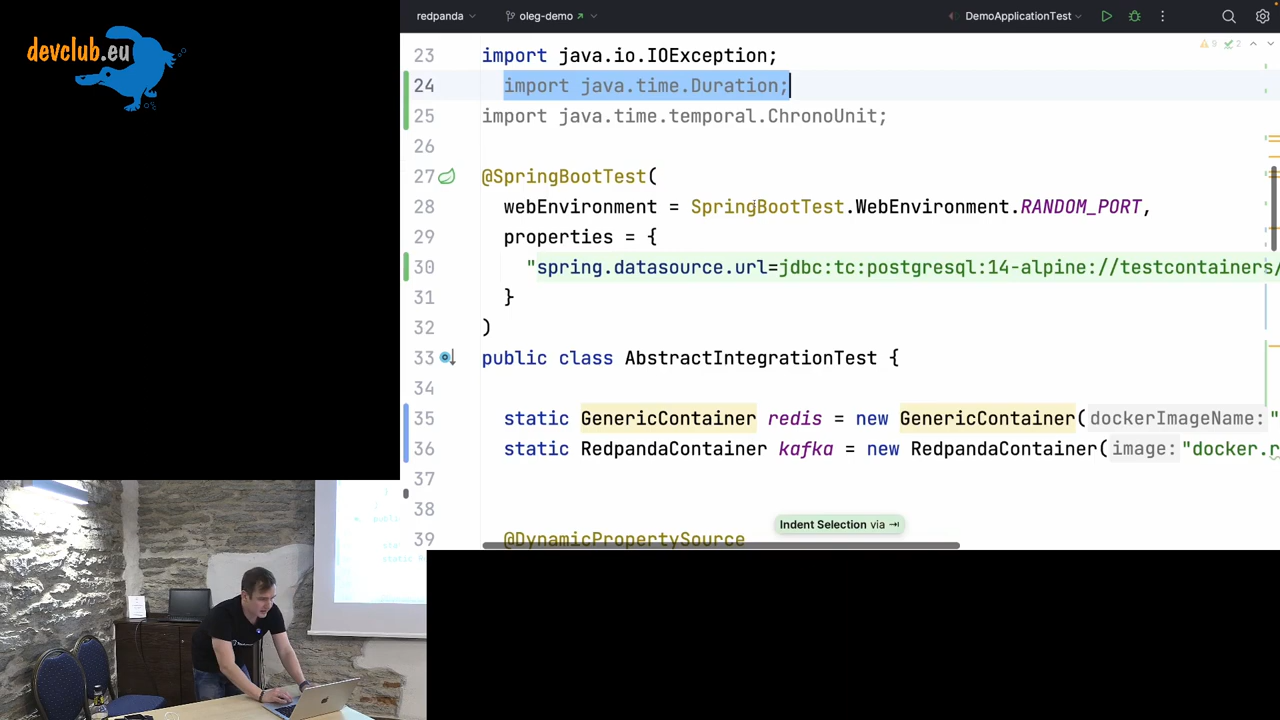 devclub.eu
redpanda
oleg-demo
DemoApplicationTest
9 2
23 import java.io.IOException;
24 import java.time.Duration;
25 import java.time.temporal.ChronoUnit;
26
27 @SpringBootTest(
28 webEnvironment = SpringBootTest.WebEnvironment.RANDOM_PORT,
29 properties = {
30 "spring.datasource.url=jdbc:tc:postgresql:14-alpine://testcontainers/
31 }
32 )
33 public class AbstractIntegrationTest {
34
35 static GenericContainer redis = new GenericContainer( dockerImageName: "
36 static RedpandaContainer kafka = new RedpandaContainer( image: "docker.r
37
38
39 @DynamicPropertySource
Indent Selection via ⇥